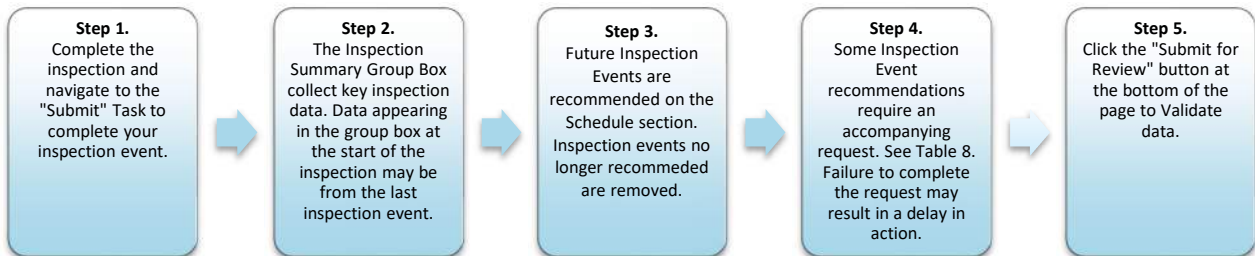 Step 1.
Complete the
inspection and
navigate to the
"Submit" Task to
complete your
inspection event.
Step 2.
The Inspection
Summary Group Box
collect key inspection
data. Data appearing
in the group box at
the start of the
inspection may be
from the last
inspection event.
Step 3.
Future Inspection
Events are
recommended on the
Schedule section.
Inspection events no
longer recommeded
are removed.
Step 4.
Some Inspection
Event
recommendations
require an
accompanying
request. See Table 8.
Failure to complete
the request may
result in a delay in
action.
Step 5.
Click the "Submit for
Review" button at
the bottom of the
page to Validate
data.